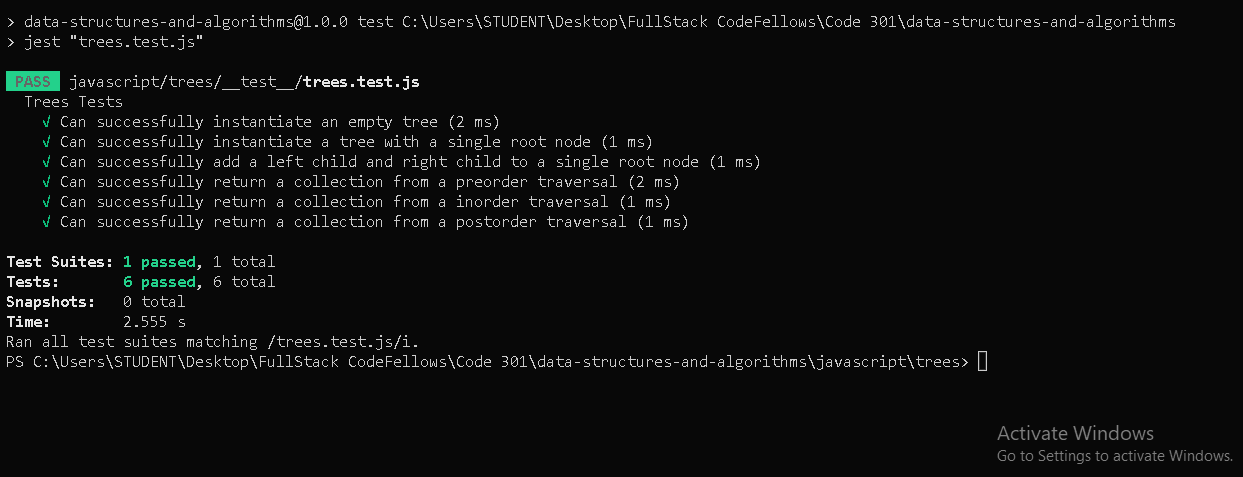 > data-structures-and-algorithms@1.0.0 test C:\Users\STUDENT\Desktop\FullStack CodeFellows\Code 301\data-structures-and-algorithms
> jest "trees.test.js"
PASS javascript/trees/__test__/trees.test.js
Trees Tests
√ Can successfully instantiate an empty tree (2 ms)
√ Can successfully instantiate a tree with a single root node (1 ms)
√ Can successfully add a left child and right child to a single root node (1 ms)
√ Can successfully return a collection from a preorder traversal (2 ms)
√ Can successfully return a collection from a inorder traversal (1 ms)
√ Can successfully return a collection from a postorder traversal (1 ms)
Test Suites: 1 passed, 1 total
Tests: 6 passed, 6 total
Snapshots: 0 total
Time: 2.555 s
Ran all test suites matching /trees.test.js/i.
PS C:\Users\STUDENT\Desktop\FullStack CodeFellows\Code 301\data-structures-and-algorithms\javascript\trees>
Activate Windows
Go to Settings to activate Windows.